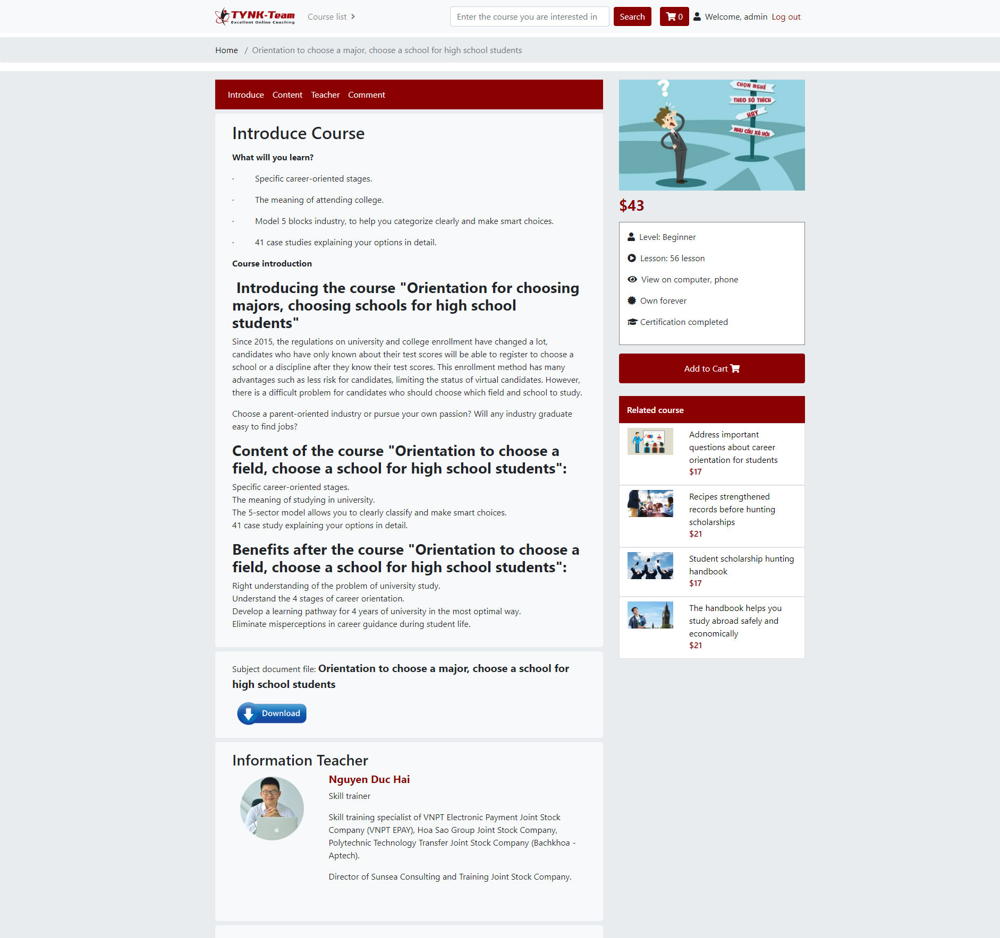 TYNK-Team
Excellent Online Coaching
Course list
Enter the course you are interested in
Search
0
Welcome, admin
Log out
Home / Orientation to choose a major, choose a school for high school students
Introduce
Content
Teacher
Comment
Introduce Course
What will you learn?
· Specific career-oriented stages.
· The meaning of attending college.
· Model 5 blocks industry, to help you categorize clearly and make smart choices.
· 41 case studies explaining your options in detail.
Course introduction
Introducing the course "Orientation for choosing
majors, choosing schools for high school
students"
Since 2015, the regulations on university and college enrollment have changed a lot,
candidates who have only known about their test scores will be able to register to choose a
school or a discipline after they know their test scores. This enrollment method has many
advantages such as less risk for candidates, limiting the status of virtual candidates. However,
there is a difficult problem for candidates who should choose which field and school to study.
Choose a parent-oriented industry or pursue your own passion? Will any industry graduate
easy to find jobs?
Content of the course "Orientation to choose a
field, choose a school for high school students":
Specific career-oriented stages.
The meaning of studying in university.
The 5-sector model allows you to clearly classify and make smart choices.
41 case study explaining your options in detail.
Benefits after the course "Orientation to choose a
field, choose a school for high school students":
Right understanding of the problem of university study.
Understand the 4 stages of career orientation.
Develop a learning pathway for 4 years of university in the most optimal way.
Eliminate misperceptions in career guidance during student life.
Subject document file: Orientation to choose a major, choose a school for
high school students
Download
Information Teacher
Nguyen Duc Hai
Skill trainer
Skill training specialist of VNPT Electronic Payment Joint Stock
Company (VNPT EPAY), Hoa Sao Group Joint Stock Company,
Polytechnic Technology Transfer Joint Stock Company (Bachkhoa -
Aptech).
Director of Sunsea Consulting and Training Joint Stock Company.
?
CHỌN NGHỀ
THEO SỞ THÍCH
HAY
NHU CẦU XÃ HỘI
$43
Level: Beginner
Lesson: 56 lesson
View on computer, phone
Own forever
Certification completed
Add to Cart
Related course
Address important
questions about career
orientation for students
$17
Recipes strengthened
records before hunting
scholarships
$21
Student scholarship hunting
handbook
$17
The handbook helps you
study abroad safely and
economically
$21